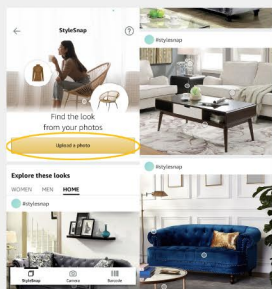 StyleSnap
?
Find the look
from your photos
Upload a photo
Explore these looks
WOMEN MEN HOME
#stylesnap
StyleSnap Camera Barcode
#stylesnap